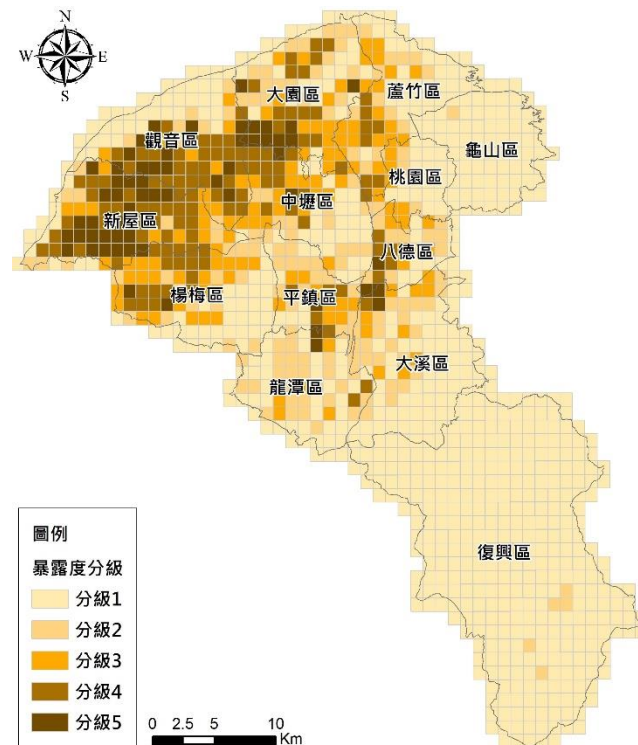 N
W
E
S
大園區
蘆竹區
觀音區
龜山區
桃園區
中壢區
新屋區
八德區
楊梅區
平鎮區
大溪區
龍潭區
復興區
圖例
暴露度分級
分級1
分級2
分級3
分級4
分級5
0 2.5 5 10
Km